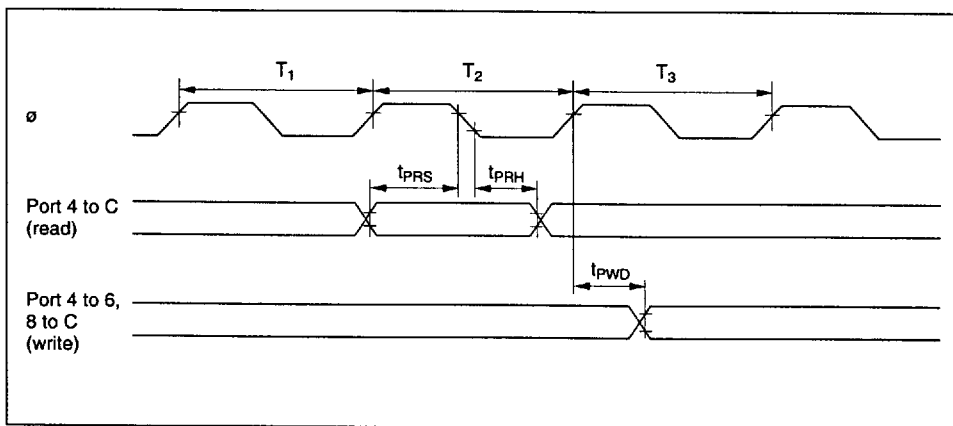 T1
T2
T3
ø
tPRS
tPRH
Port 4 to C
(read)
tPWD
Port 4 to 6,
8 to C
(write)